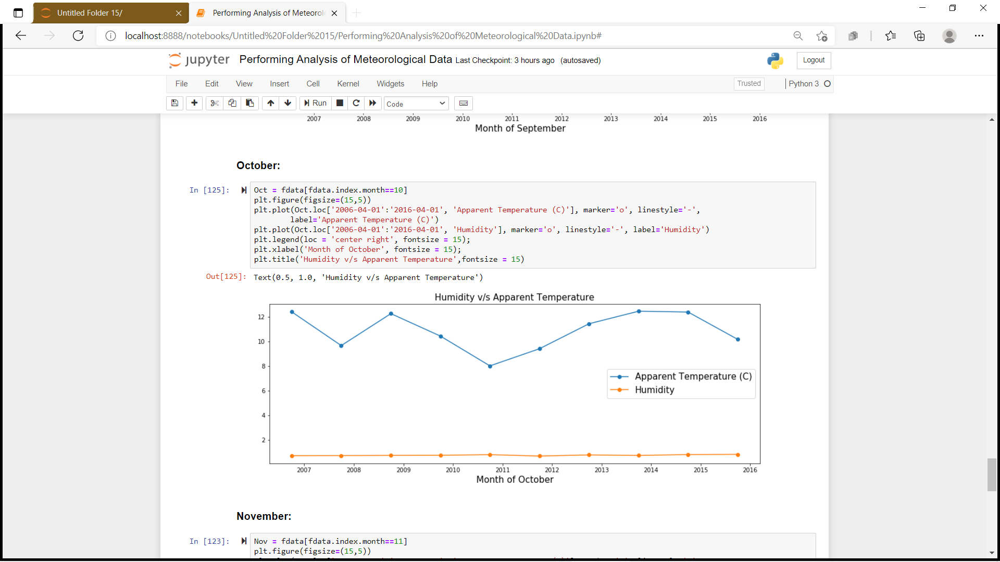 Untitled Folder 15/
Performing Analysis of Meteorol
localhost:8888/notebooks/Untitled%20Folder%2015/Performing%20Analysis%20of%20Meteorological%20Data.ipynb#
jupyter Performing Analysis of Meteorological Data Last Checkpoint: 3 hours ago (autosaved)
Logout
File Edit View Insert Cell Kernel Widgets Help
Trusted
Python 3
Run
Code
2007 2008 2009 2010 2011 2012 2013 2014 2015 2016
Month of September
October:
In [125]:
Oct = fdata[fdata.index.month==10]
plt.figure(figsize=(15,5))
plt.plot(Oct.loc['2006-04-01':'2016-04-01', 'Apparent Temperature (C)'], marker='o', linestyle='-',
label='Apparent Temperature (C)')
plt.plot(Oct.loc['2006-04-01':'2016-04-01', 'Humidity'], marker='o', linestyle='-', label='Humidity')
plt.legend(loc = 'center right', fontsize = 15);
plt.xlabel('Month of October', fontsize = 15);
plt.title('Humidity v/s Apparent Temperature',fontsize = 15)
Out[125]: Text(0.5, 1.0, 'Humidity v/s Apparent Temperature')
Humidity v/s Apparent Temperature
12
10
8
6
4
2
Apparent Temperature (C)
Humidity
2007 2008 2009 2010 2011 2012 2013 2014 2015 2016
Month of October
November:
In [123]:
Nov = fdata[fdata.index.month==11]
plt.figure(figsize=(15,5))